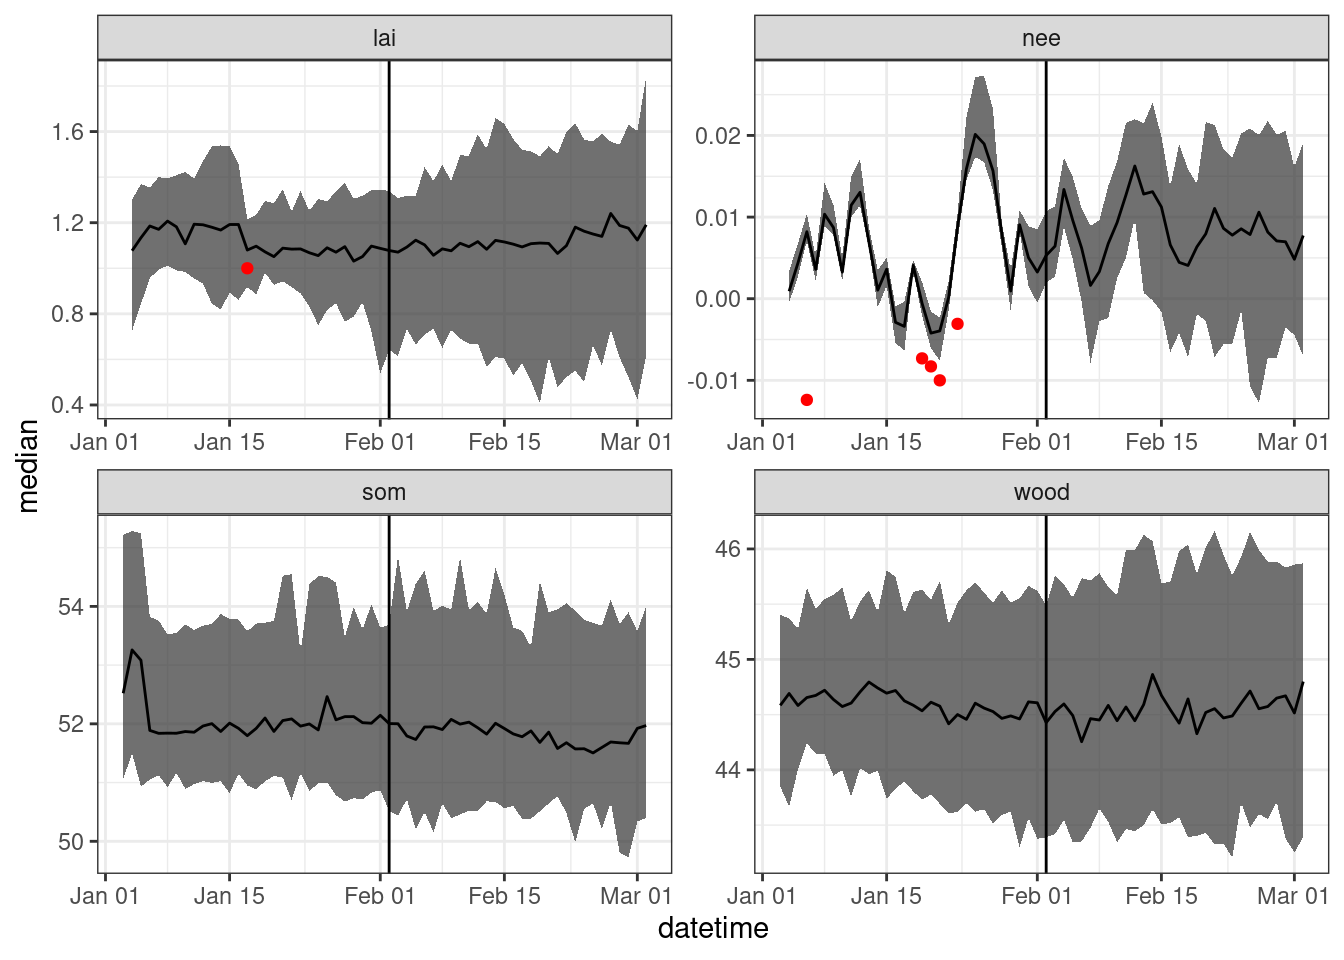 lai
nee
1.6
1.2
0.8
0.4
0.02
0.01
0.00
-0.01
Jan 01 Jan 15 Feb 01 Feb 15 Mar 01
Jan 01 Jan 15 Feb 01 Feb 15 Mar 01
median
som
wood
54
52
50
46
45
44
Jan 01 Jan 15 Feb 01 Feb 15 Mar 01
Jan 01 Jan 15 Feb 01 Feb 15 Mar 01
datetime